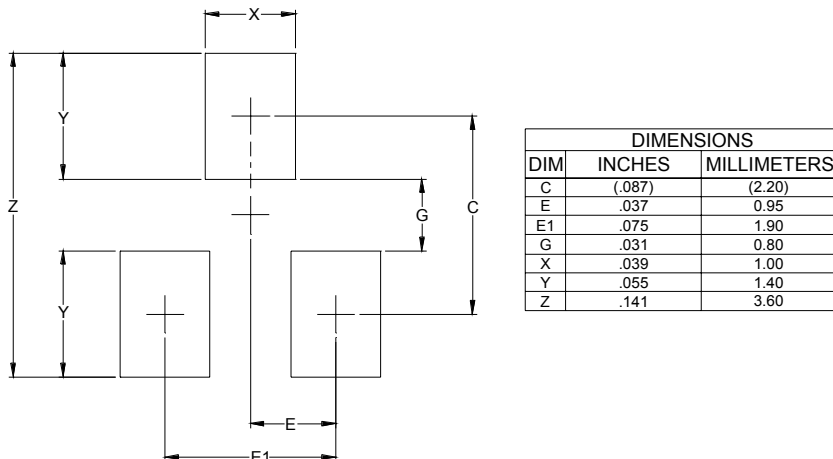 X
Y
Z
G
C
Y
E
E1
DIMENSIONS
DIM INCHES MILLIMETERS
C (.087) (2.20)
E .037 0.95
E1 .075 1.90
G .031 0.80
X .039 1.00
Y .055 1.40
Z .141 3.60